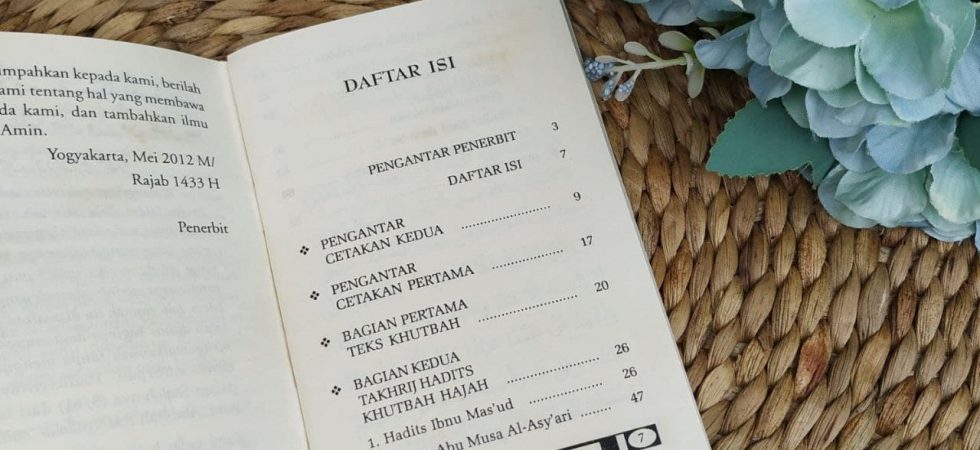 impahkan kepada kami, berilah
ami tentang hal yang membawa
da kami, dan tambahkan ilmu
Amin.
Yogyakarta, Mei 2012 M/
Rajab 1433 H
Penerbit
DAFTAR ISI
PENGANTAR PENERBIT 3
DAFTAR ISI 7
❖ PENGANTAR
CETAKAN KEDUA .................... 9
❖ PENGANTAR
CETAKAN PERTAMA ................ 17
❖ BAGIAN PERTAMA
TEKS KHUTBAH ...................... 20
❖ BAGIAN KEDUA
TAKHRIJ HADITS
KHUTBAH HAJAH .................... 26
1. Hadits Ibnu Mas'ud ................ 26
Abu Musa Al-Asy'ari ....... 47
7